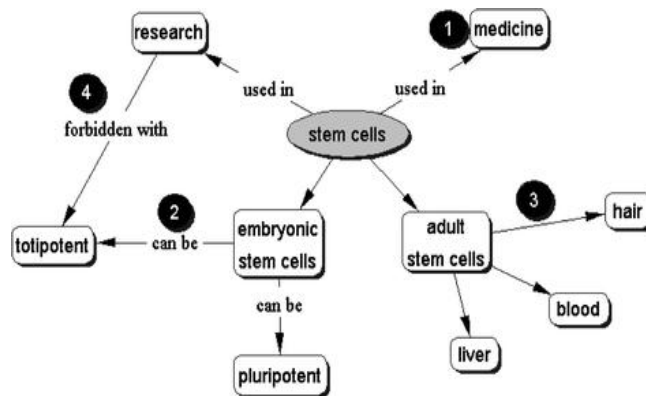 research
1
medicine
used in
used in
4
forbidden with
stem cells
2
3
totipotent
can be
embryonic
stem cells
adult
stem cells
hair
can be
blood
liver
pluripotent